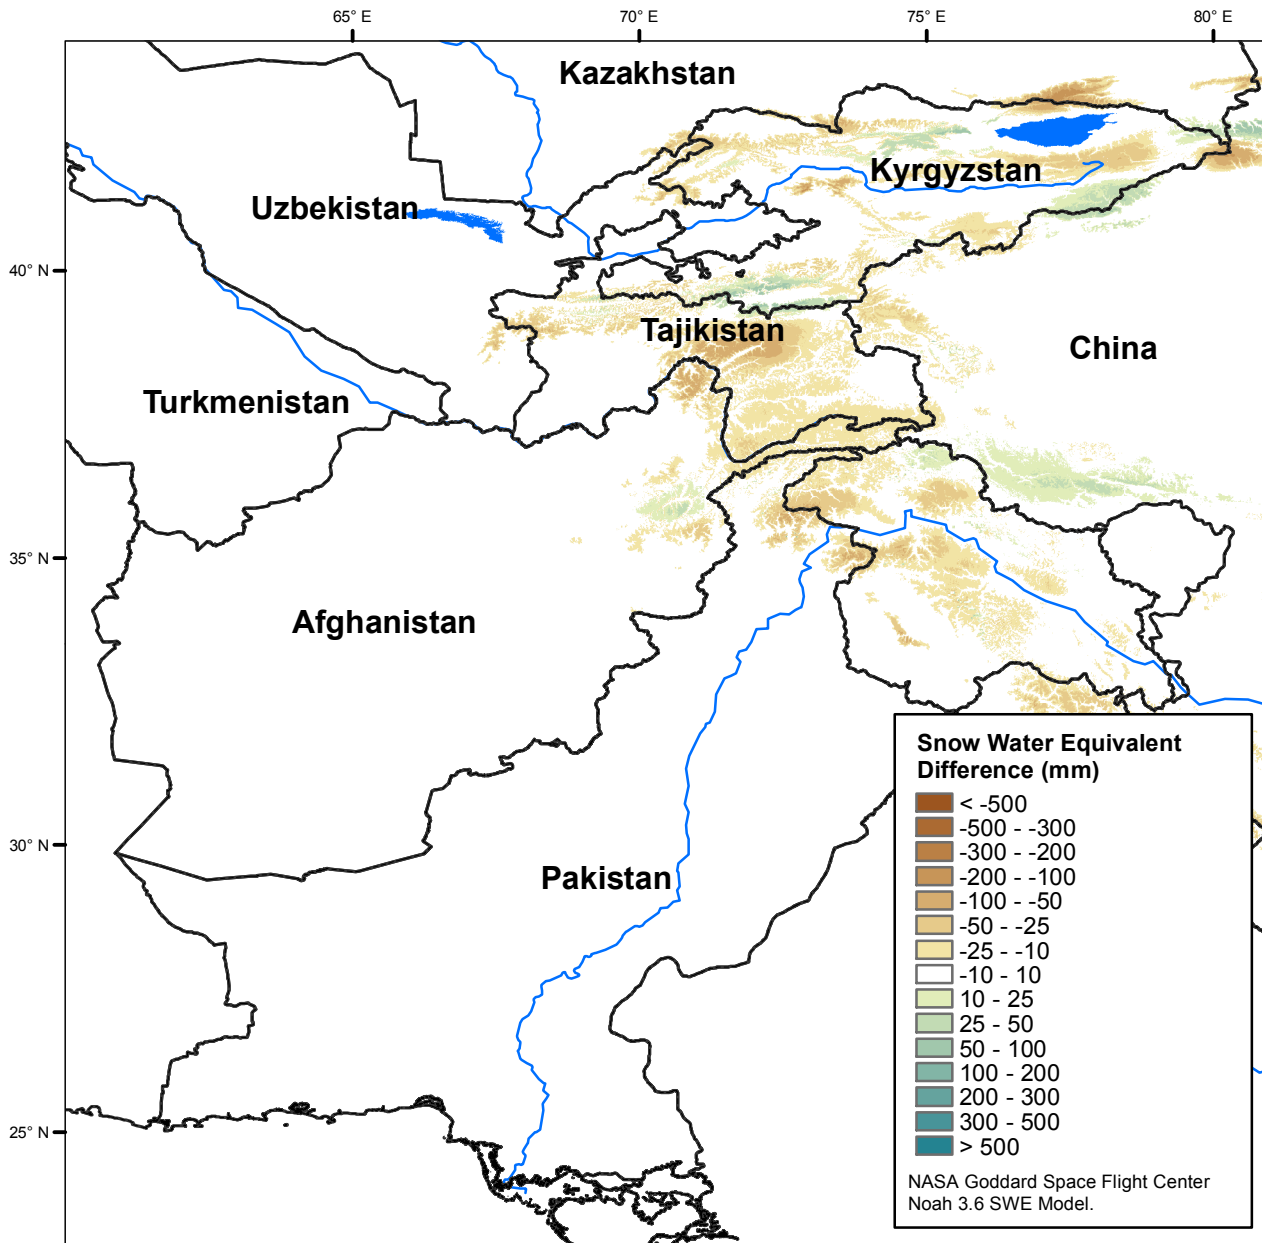 65° E
70° E
75° E
80° E
Kazakhstan
Kyrgyzstan
Uzbekistan
40° N
Tajikistan
China
Turkmenistan
35° N
Afghanistan
30° N
Pakistan
25° N
Snow Water Equivalent
Difference (mm)
< -500
-500 - -300
-300 - -200
-200 - -100
-100 - -50
-50 - -25
-25 - -10
-10 - 10
10 - 25
25 - 50
50 - 100
100 - 200
200 - 300
300 - 500
> 500
NASA Goddard Space Flight Center
Noah 3.6 SWE Model.